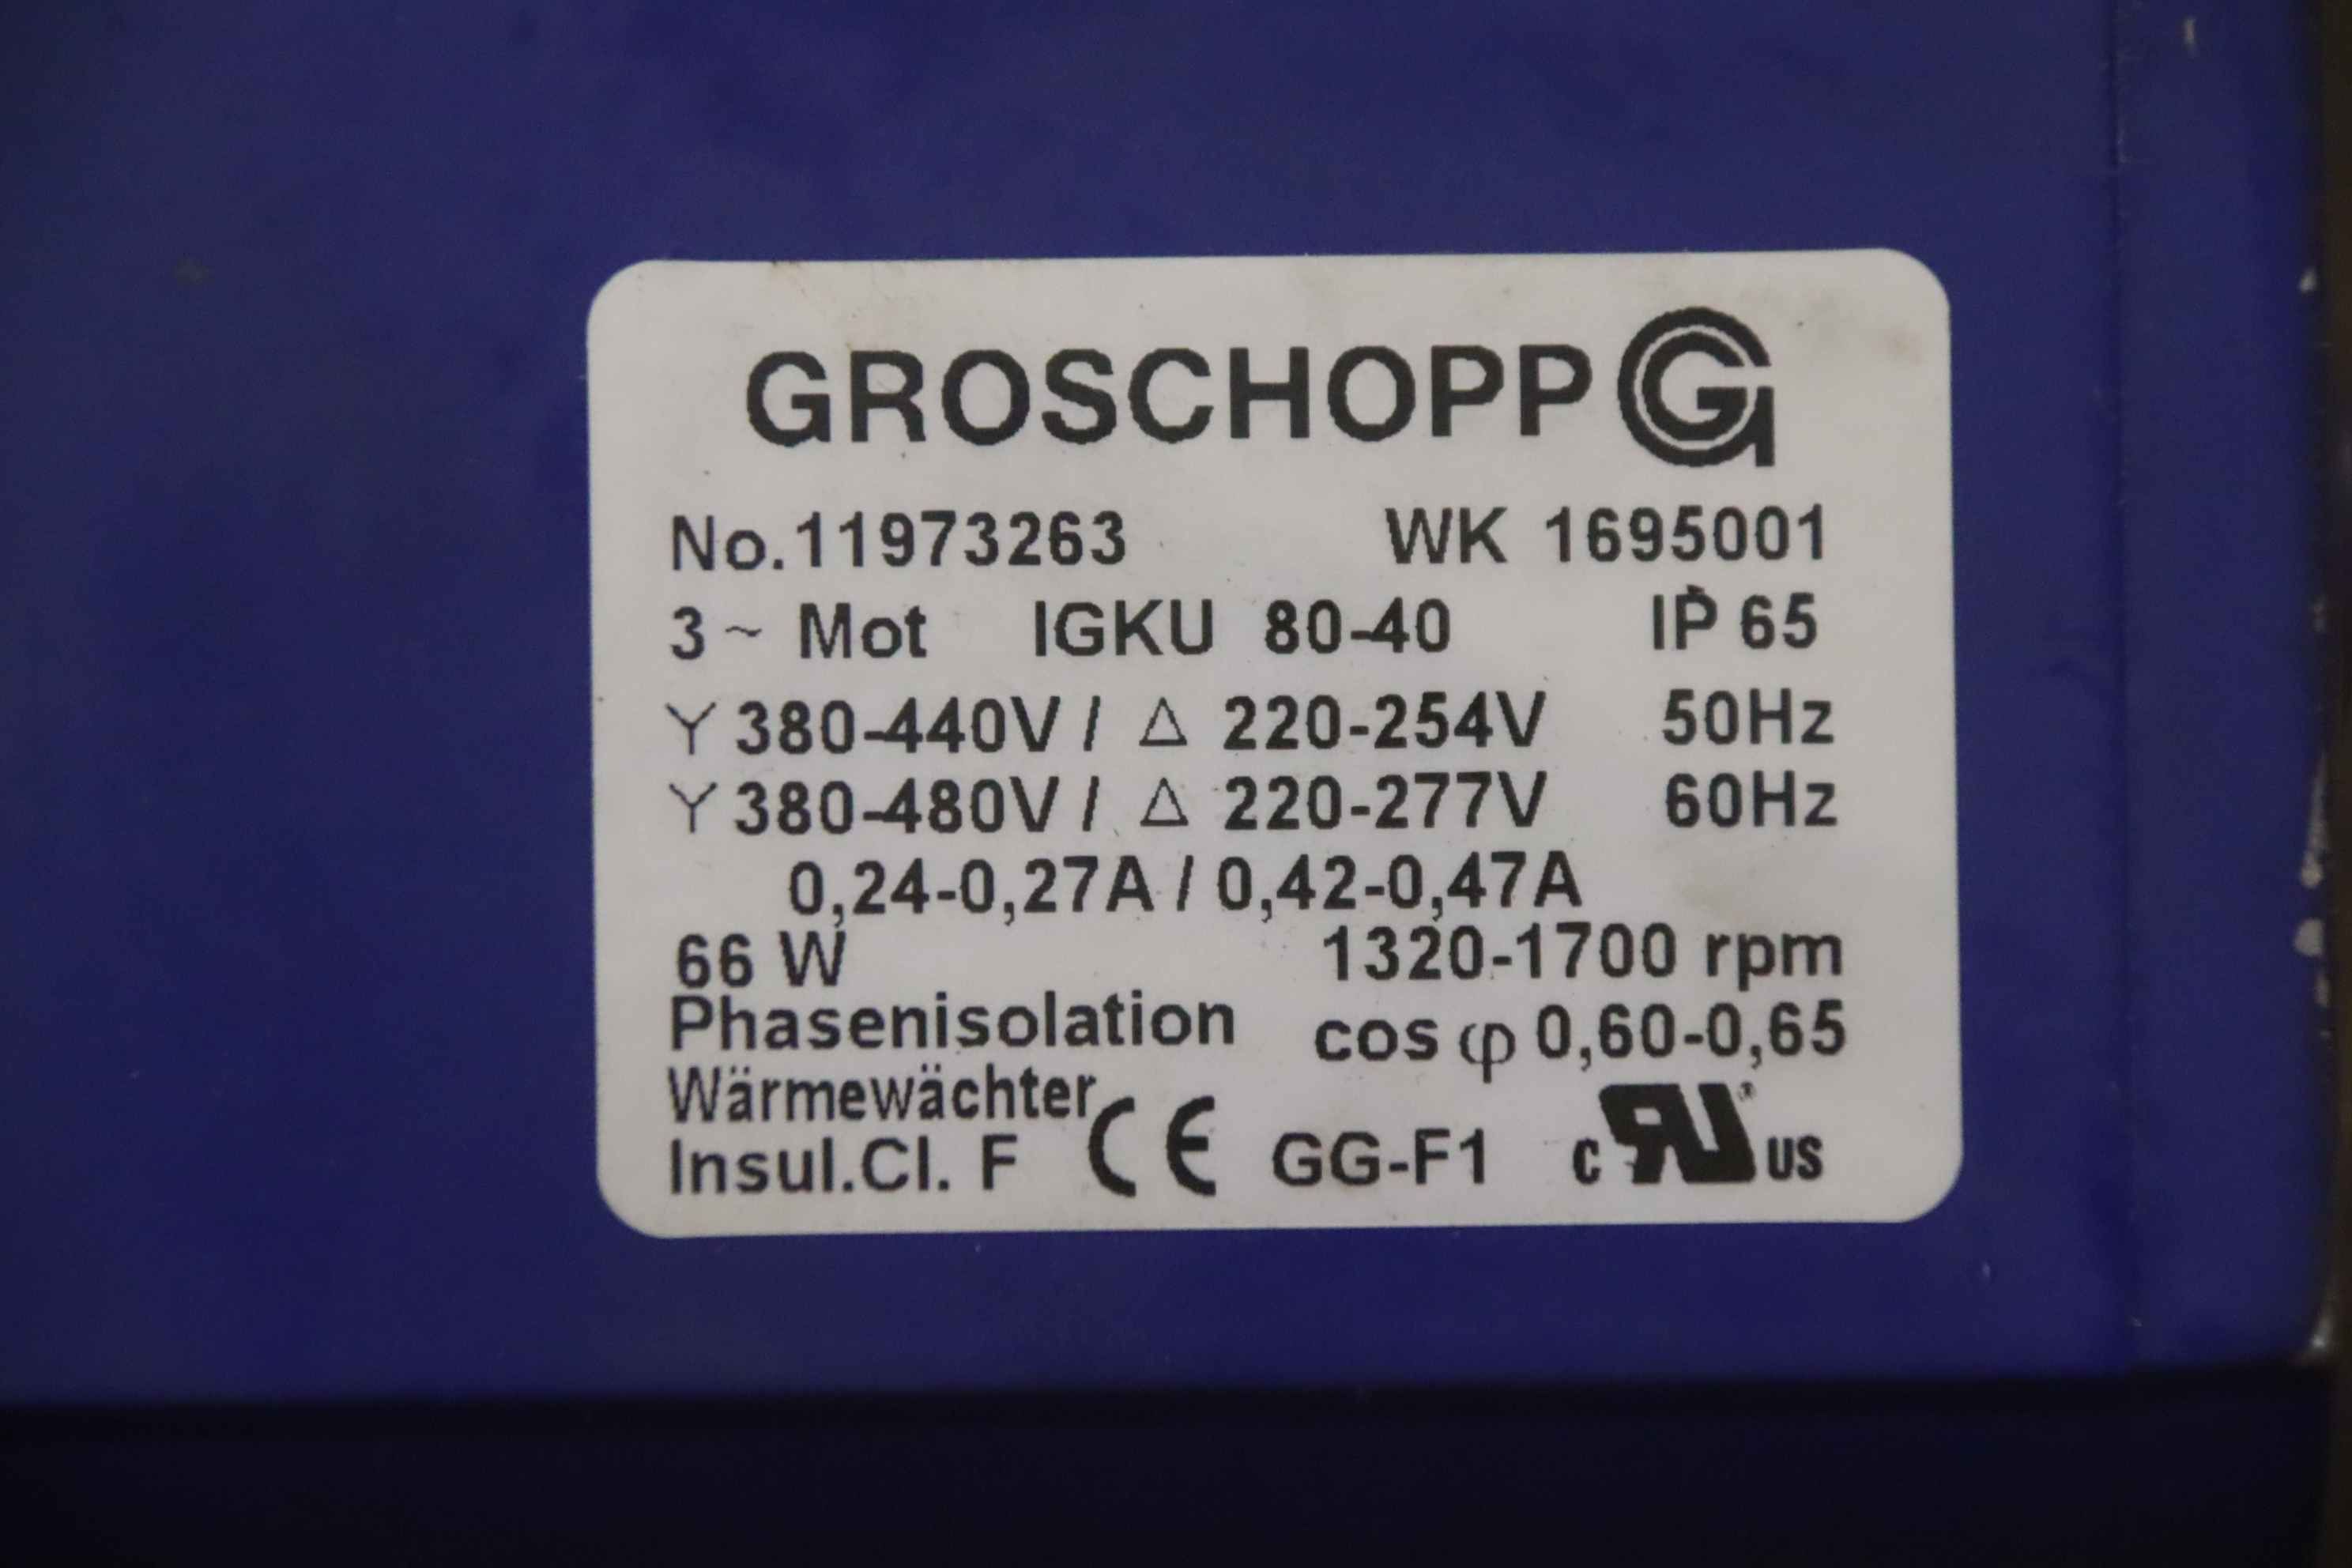 GROSCHOPP G
No.11973263 WK 1695001
3~ Mot IGKU 80-40 IP 65
Y 380-440V / Δ 220-254V 50Hz
Y 380-480V / Δ 220-277V 60Hz
0,24-0,27A / 0,42-0,47A
66 W 1320-1700 rpm
Phasenisolation cos φ 0,60-0,65
Wärmewächter
Insul.Cl. F CE GG-F1 c RU ® US